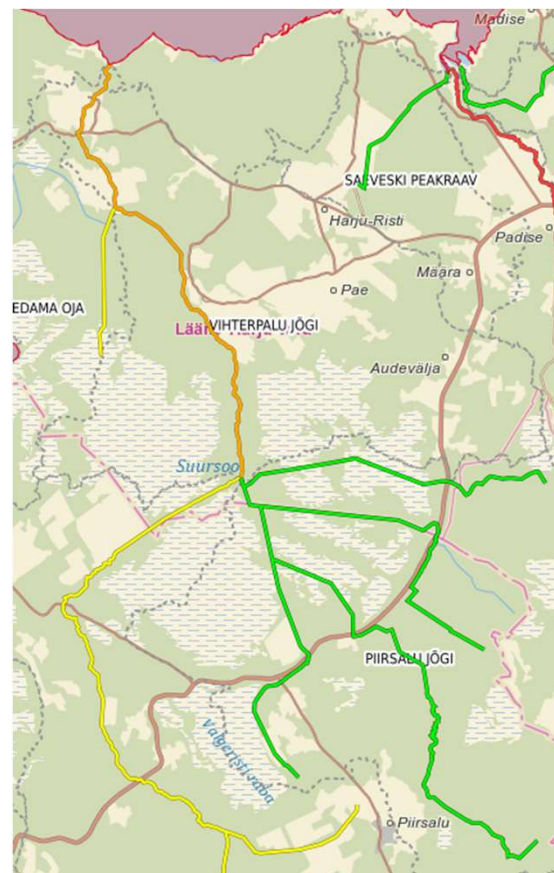 Madise
SAEVESKI PEAKRAAV
Harju-Risti
Padise
Määra
Pae
EDAMA OJA
VIHTERPALU JÕGI
Lääne
Audevälja
Suursoo
PIIRSALU JÕGI
Valgeristi raba
Piirsalu